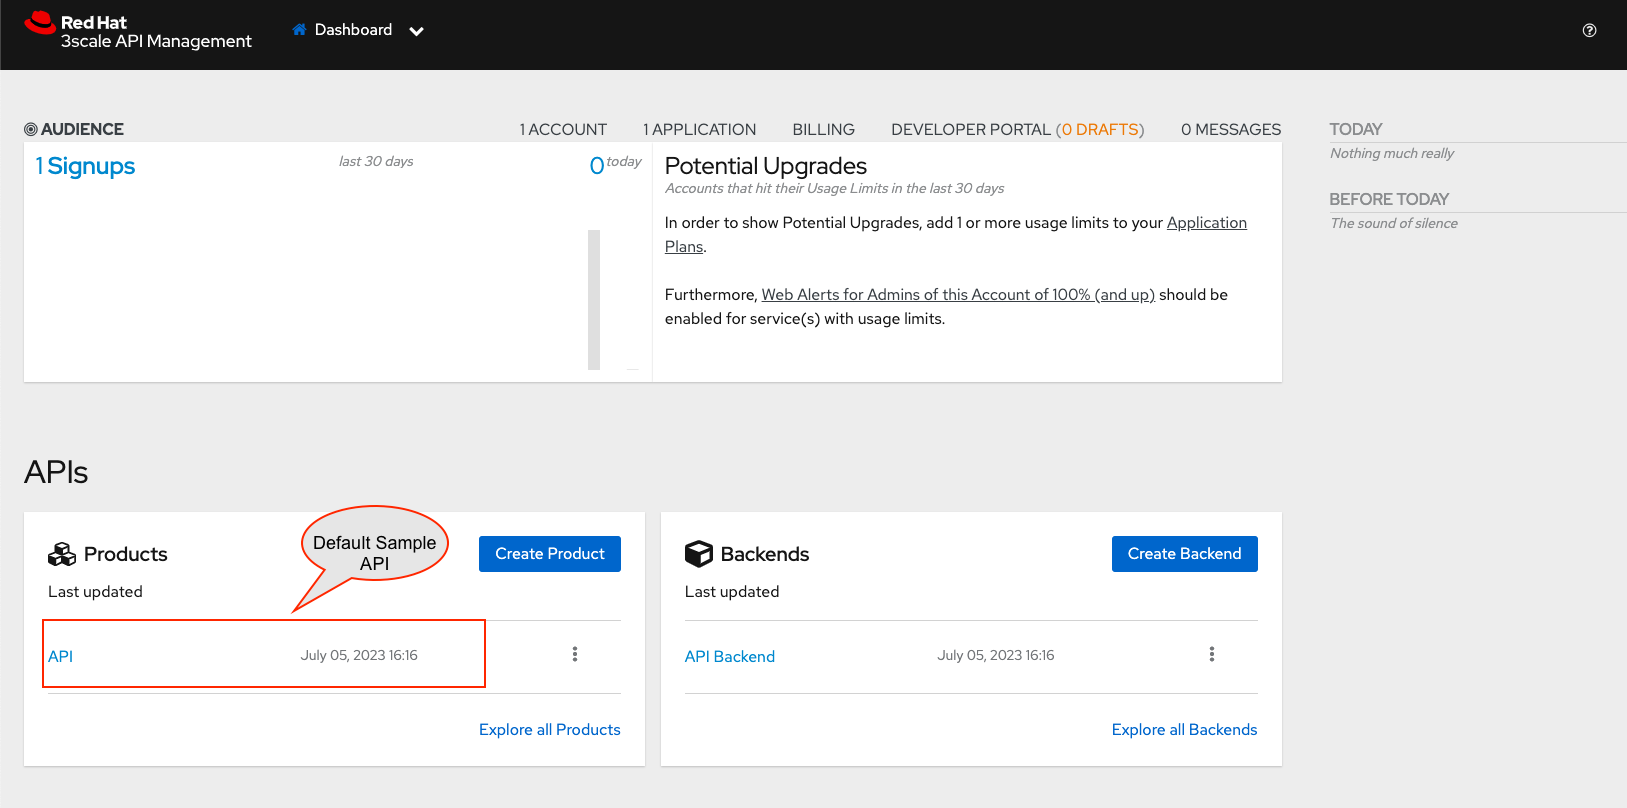 Red Hat
3scale API Management
Dashboard
AUDIENCE
1 ACCOUNT
1 APPLICATION
BILLING
DEVELOPER PORTAL (0 DRAFTS)
0 MESSAGES
1 Signups
last 30 days
0 today
Potential Upgrades
Accounts that hit their Usage Limits in the last 30 days
In order to show Potential Upgrades, add 1 or more usage limits to your Application
Plans.
Furthermore, Web Alerts for Admins of this Account of 100% (and up) should be
enabled for service(s) with usage limits.
TODAY
Nothing much really
BEFORE TODAY
The sound of silence
APIs
Products
Default Sample
API
Create Product
Last updated
API
July 05, 2023 16:16
Explore all Products
Backends
Create Backend
Last updated
API Backend
July 05, 2023 16:16
Explore all Backends